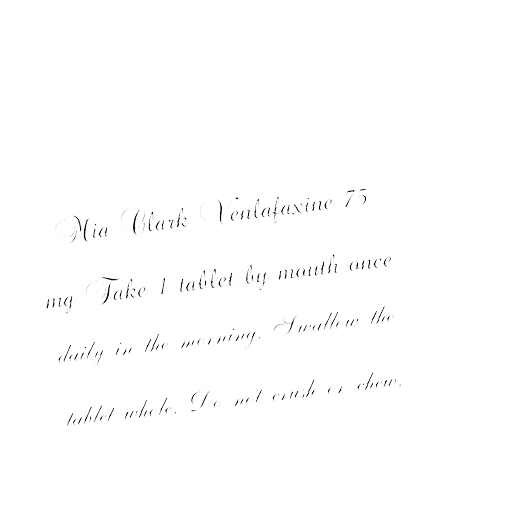 Mia Clark Venlafaxine 75
mg Take 1 tablet by mouth once
daily in the morning. Swallow the
tablet whole. Do not crush or chew.